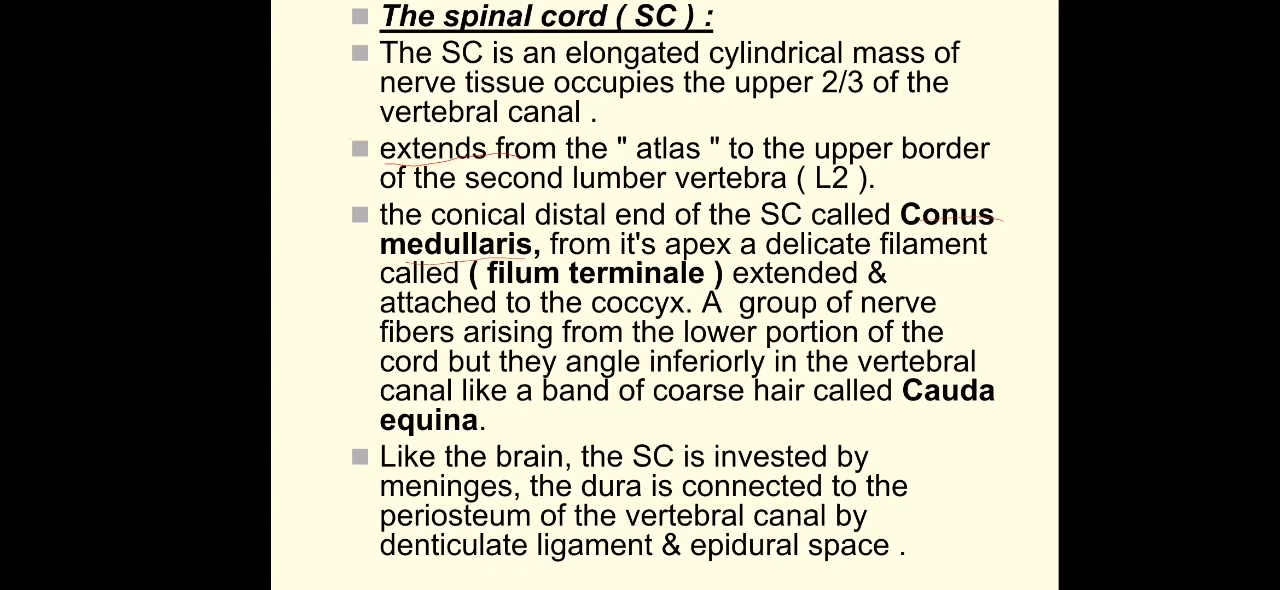 The spinal cord ( SC ) :
The SC is an elongated cylindrical mass of
nerve tissue occupies the upper 2/3 of the
vertebral canal .
extends from the " atlas " to the upper border
of the second lumber vertebra ( L2 ).
the conical distal end of the SC called Conus
medullaris, from it's apex a delicate filament
called ( filum terminale ) extended &
attached to the coccyx. A  group of nerve
fibers arising from the lower portion of the
cord but they angle inferiorly in the vertebral
canal like a band of coarse hair called Cauda
equina.
Like the brain, the SC is invested by
meninges, the dura is connected to the
periosteum of the vertebral canal by
denticulate ligament & epidural space .